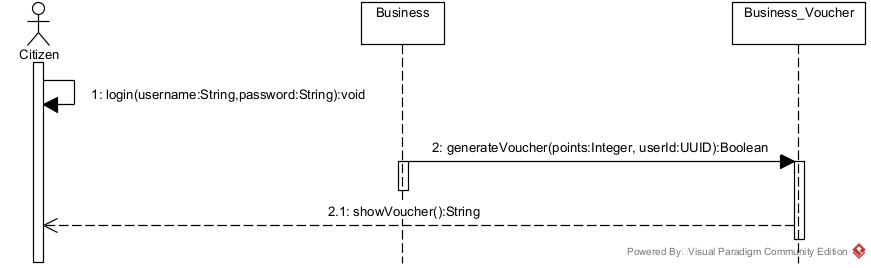 Business
Business_Voucher
Citizen
1: login(username:String,password:String):void
2: generateVoucher(points:Integer, userId:UUID):Boolean
2.1: showVoucher():String
Powered By Visual Paradigm Community Edition